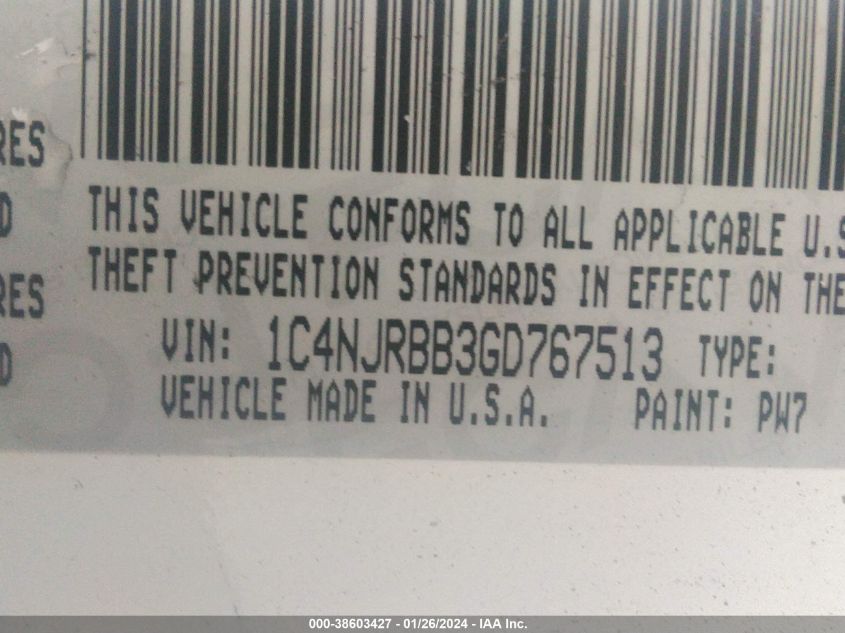 RES
D
RES
D
THIS VEHICLE CONFORMS TO ALL APPLICABLE U.S
THEFT PREVENTION STANDARDS IN EFFECT ON THE
VIN: 1C4NJRBB3GD767513 TYPE:
VEHICLE MADE IN U.S.A. PAINT: PW7
000-38603427 - 01/26/2024 - IAA Inc.